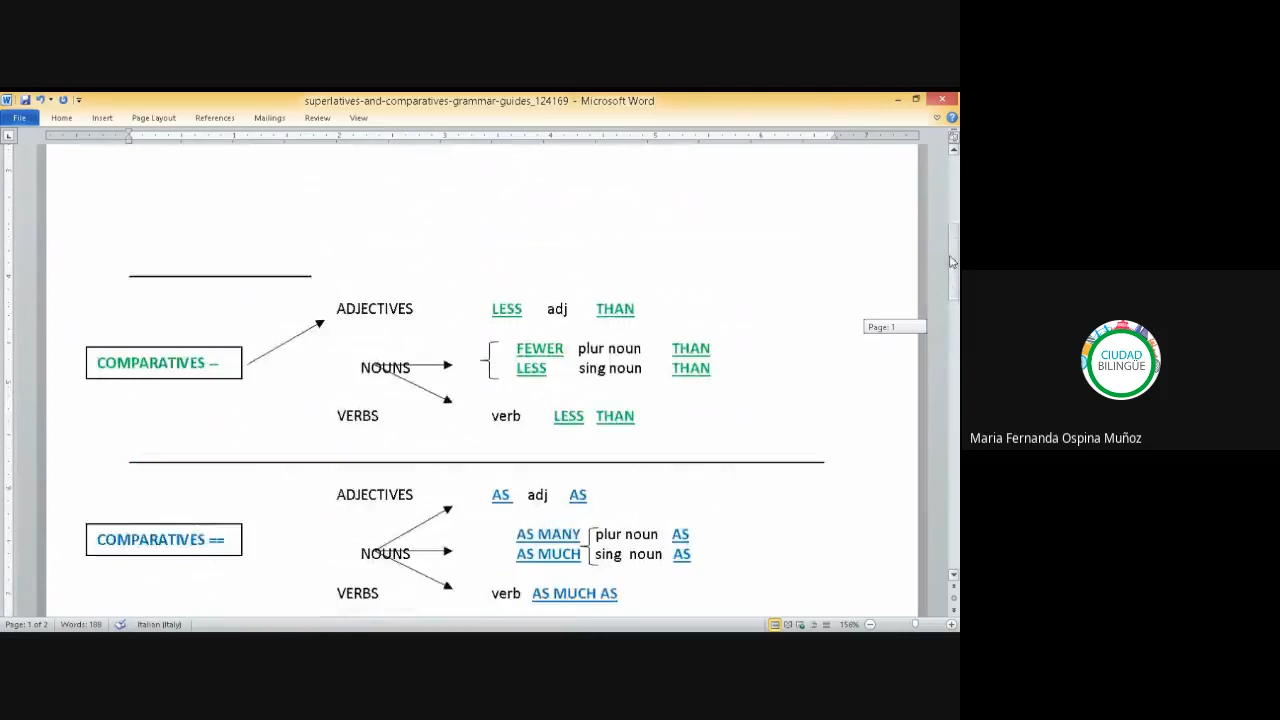 superlatives-and-comparatives-grammar-guides_124169 - Microsoft Word
File Home Insert Page Layout References Mailings Review View
ADJECTIVES LESS adj THAN
Page: 1
FEWER plur noun THAN
COMPARATIVES --
NOUNS
LESS sing noun THAN
VERBS verb LESS THAN
ADJECTIVES AS adj AS
AS MANY plur noun AS
COMPARATIVES ==
NOUNS
AS MUCH sing noun AS
VERBS verb AS MUCH AS
Page: 1 of 2 Words: 188 Italian (Italy) 156%
CIUDAD
BILINGÜE
Maria Fernanda Ospina Muñoz